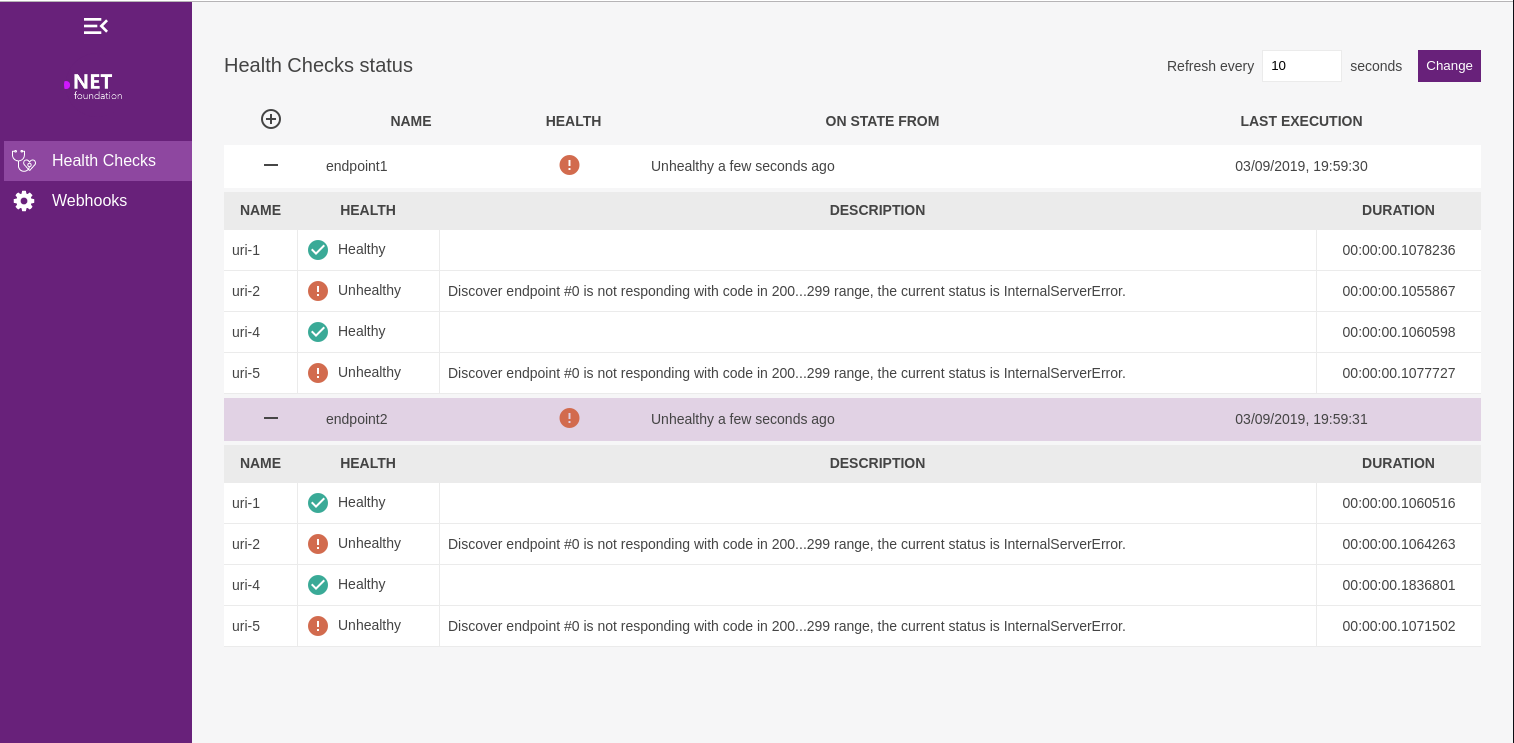 .NET
foundation
Health Checks
Webhooks
Health Checks status
Refresh every 10 seconds Change
NAME HEALTH ON STATE FROM LAST EXECUTION
endpoint1 Unhealthy a few seconds ago 03/09/2019, 19:59:30
NAME HEALTH DESCRIPTION DURATION
uri-1 Healthy 00:00:00.1078236
uri-2 Unhealthy Discover endpoint #0 is not responding with code in 200...299 range, the current status is InternalServerError. 00:00:00.1055867
uri-4 Healthy 00:00:00.1060598
uri-5 Unhealthy Discover endpoint #0 is not responding with code in 200...299 range, the current status is InternalServerError. 00:00:00.1077727
endpoint2 Unhealthy a few seconds ago 03/09/2019, 19:59:31
NAME HEALTH DESCRIPTION DURATION
uri-1 Healthy 00:00:00.1060516
uri-2 Unhealthy Discover endpoint #0 is not responding with code in 200...299 range, the current status is InternalServerError. 00:00:00.1064263
uri-4 Healthy 00:00:00.1836801
uri-5 Unhealthy Discover endpoint #0 is not responding with code in 200...299 range, the current status is InternalServerError. 00:00:00.1071502